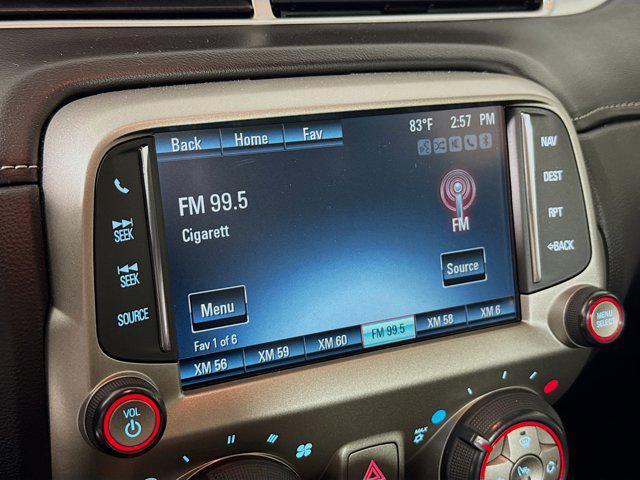 83°F 2:57 PM
Back Home Fav
NAV
DEST
RPT
BACK
SEEK
SEEK
SOURCE
FM 99.5
Cigarett
FM
Source
Menu
Fav 1 of 6
XM 56 XM 59 XM 60 FM 99.5 XM 58 XM 6
MENU
SELECT
VOL
MAX